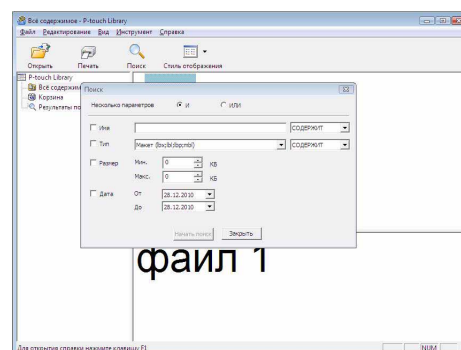 Всё содержимое - P-touch Library
Файл Редактирование Вид Инструмент Справка
Открыть Печать Поиск Стиль отображения
P-touch Library
Всё содержим
Корзина
Результаты по
Поиск
Несколько параметров И ИЛИ
Имя СОДЕРЖИТ
Тип Макет (lbx;lbl;lbp;mbl) СОДЕРЖИТ
Размер Мин. 0 КБ
Макс. 0 КБ
Дата От 28.12.2010
До 28.12.2010
Начать поиск Закрыть
файл 1
Для открытия справки нажмите клавишу F1
NUM